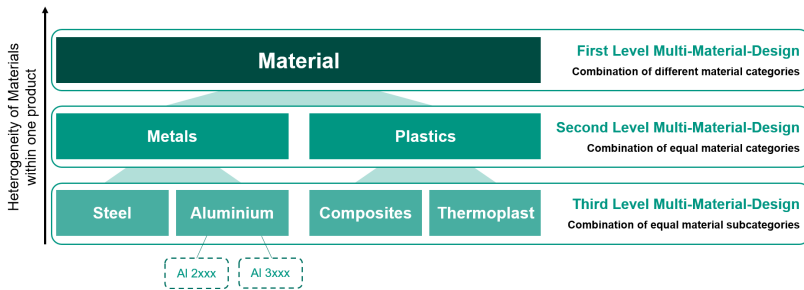 Heterogeneity of Materials
within one product
Material
First Level Multi-Material-Design
Combination of different material categories
Metals
Plastics
Second Level Multi-Material-Design
Combination of equal material categories
Steel
Aluminium
Composites
Thermoplast
Third Level Multi-Material-Design
Combination of equal material subcategories
Al 2xxx
Al 3xxx